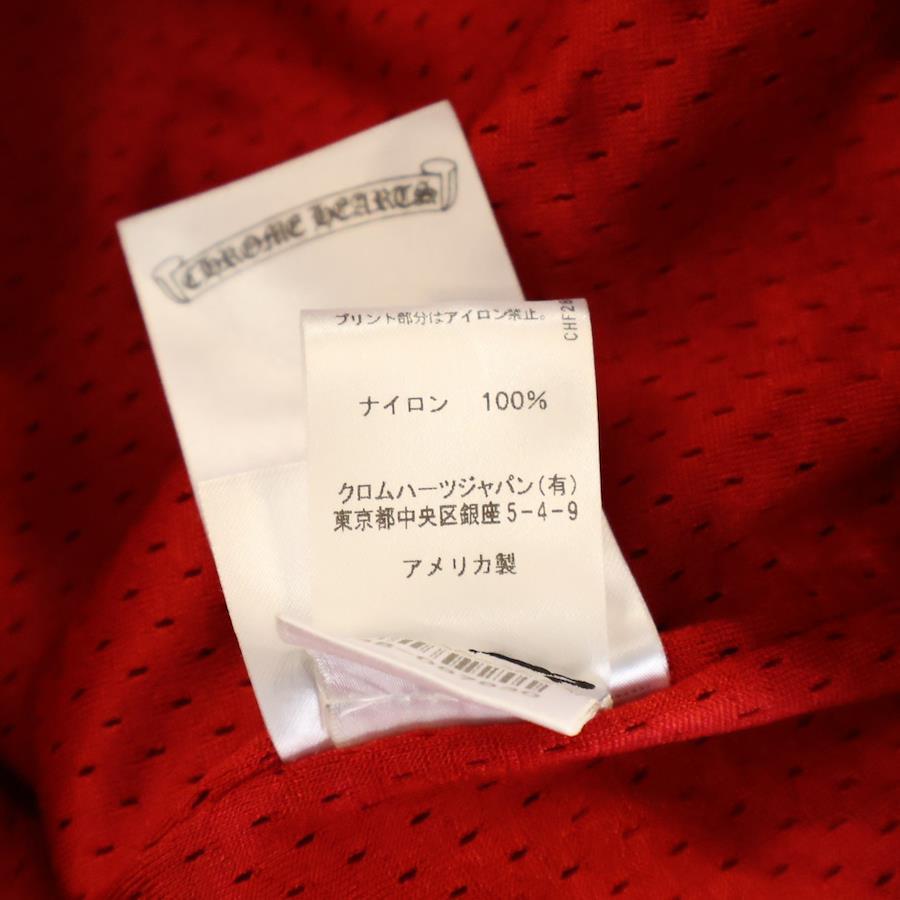 CHROME HEARTS
プリント部分はアイロン禁止。
ナイロン 100%
クロムハーツジャパン(有)
東京都中央区銀座5-4-9
アメリカ製